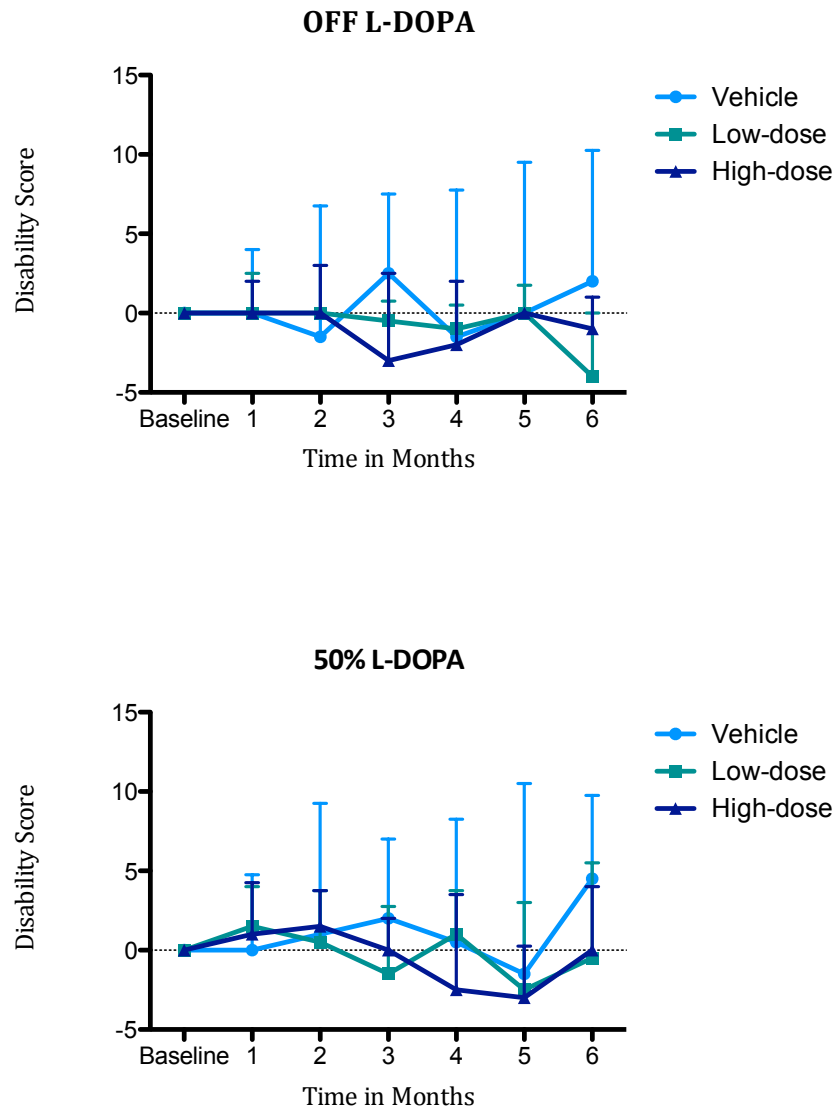 OFF L-DOPA
15
10
5
0
-5
Disability Score
Baseline 1 2 3 4 5 6
Time in Months
Vehicle
Low-dose
High-dose
50% L-DOPA
15
10
5
0
-5
Disability Score
Baseline 1 2 3 4 5 6
Time in Months
Vehicle
Low-dose
High-dose